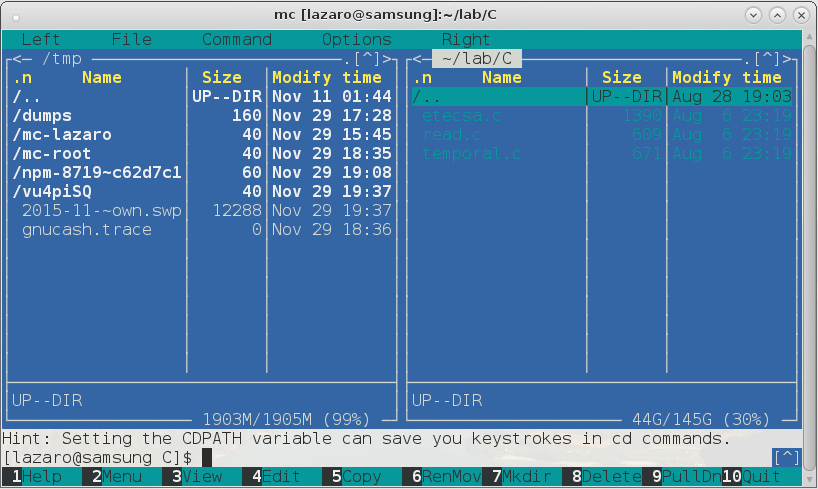 mc [lazaro@samsung]:~/lab/C
Left File Command Options Right
<─ /tmp .[^]>
.n Name Size Modify time
/.. UP--DIR Nov 11 01:44
/dumps 160 Nov 29 17:28
/mc-lazaro 40 Nov 29 15:45
/mc-root 40 Nov 29 18:35
/npm-8719~c62d7c1 60 Nov 29 19:08
/vu4piSQ 40 Nov 29 19:37
2015-11-~own.swp 12288 Nov 29 19:37
gnucash.trace 0 Nov 29 18:36
UP--DIR
1903M/1905M (99%)
<─ ~/lab/C .[^]>
.n Name Size Modify time
/.. UP--DIR Aug 28 19:03
etecsa.c 1390 Aug 6 23:19
read.c 609 Aug 6 23:19
temporal.c 671 Aug 6 23:19
UP--DIR
44G/145G (30%)
Hint: Setting the CDPATH variable can save you keystrokes in cd commands.
[lazaro@samsung C]$ [^]
1Help 2Menu 3View 4Edit 5Copy 6RenMov 7Mkdir 8Delete 9PullDn 10Quit